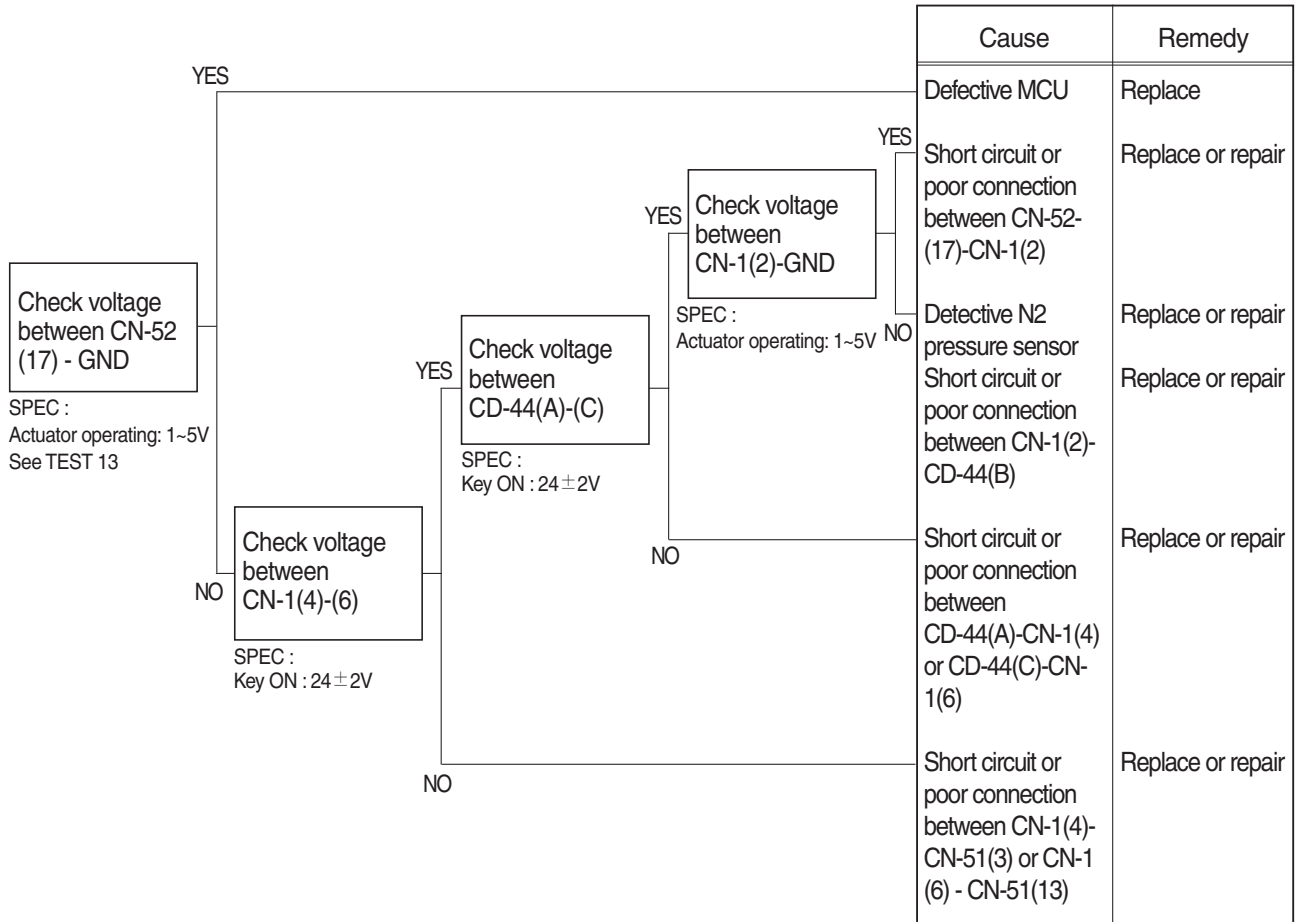 Cause
Remedy
YES
Defective MCU
Replace
YES
Short circuit or
poor connection
between CN-52-
(17)-CN-1(2)
Replace or repair
YES
Check voltage
between
CN-1(2)-GND
SPEC :
Actuator operating: 1~5V
NO
Detective N2
pressure sensor
Replace or repair
Short circuit or
poor connection
between CN-1(2)-
CD-44(B)
Replace or repair
Check voltage
between CN-52
(17) - GND
SPEC :
Actuator operating: 1~5V
See TEST 13
YES
Check voltage
between
CD-44(A)-(C)
SPEC :
Key ON : 24±2V
NO
Short circuit or
poor connection
between
CD-44(A)-CN-1(4)
or CD-44(C)-CN-
1(6)
Replace or repair
NO
Check voltage
between
CN-1(4)-(6)
SPEC :
Key ON : 24±2V
NO
Short circuit or
poor connection
between CN-1(4)-
CN-51(3) or CN-1
(6) - CN-51(13)
Replace or repair